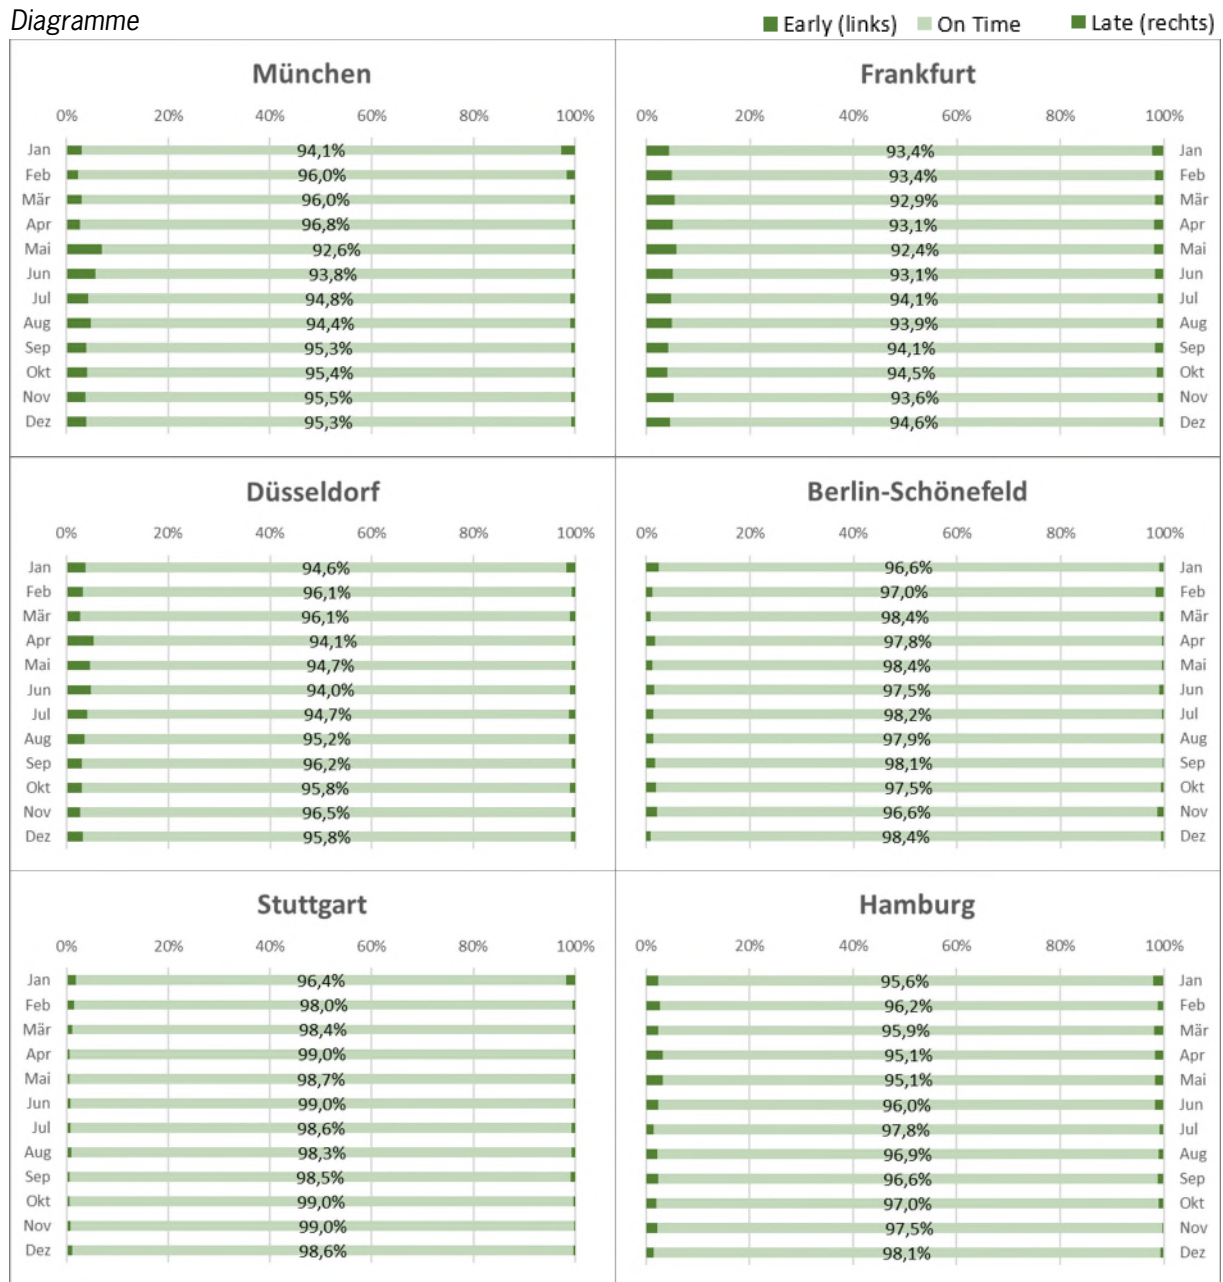 Diagramme
Early (links) On Time Late (rechts)
München
0% 20% 40% 60% 80% 100%
Jan 94,1%
Feb 96,0%
Mär 96,0%
Apr 96,8%
Mai 92,6%
Jun 93,8%
Jul 94,8%
Aug 94,4%
Sep 95,3%
Okt 95,4%
Nov 95,5%
Dez 95,3%
Frankfurt
0% 20% 40% 60% 80% 100%
93,4% Jan
93,4% Feb
92,9% Mär
93,1% Apr
92,4% Mai
93,1% Jun
94,1% Jul
93,9% Aug
94,1% Sep
94,5% Okt
93,6% Nov
94,6% Dez
Düsseldorf
0% 20% 40% 60% 80% 100%
Jan 94,6%
Feb 96,1%
Mär 96,1%
Apr 94,1%
Mai 94,7%
Jun 94,0%
Jul 94,7%
Aug 95,2%
Sep 96,2%
Okt 95,8%
Nov 96,5%
Dez 95,8%
Berlin-Schönefeld
0% 20% 40% 60% 80% 100%
96,6% Jan
97,0% Feb
98,4% Mär
97,8% Apr
98,4% Mai
97,5% Jun
98,2% Jul
97,9% Aug
98,1% Sep
97,5% Okt
96,6% Nov
98,4% Dez
Stuttgart
0% 20% 40% 60% 80% 100%
Jan 96,4%
Feb 98,0%
Mär 98,4%
Apr 99,0%
Mai 98,7%
Jun 99,0%
Jul 98,6%
Aug 98,3%
Sep 98,5%
Okt 99,0%
Nov 99,0%
Dez 98,6%
Hamburg
0% 20% 40% 60% 80% 100%
95,6% Jan
96,2% Feb
95,9% Mär
95,1% Apr
95,1% Mai
96,0% Jun
97,8% Jul
96,9% Aug
96,6% Sep
97,0% Okt
97,5% Nov
98,1% Dez